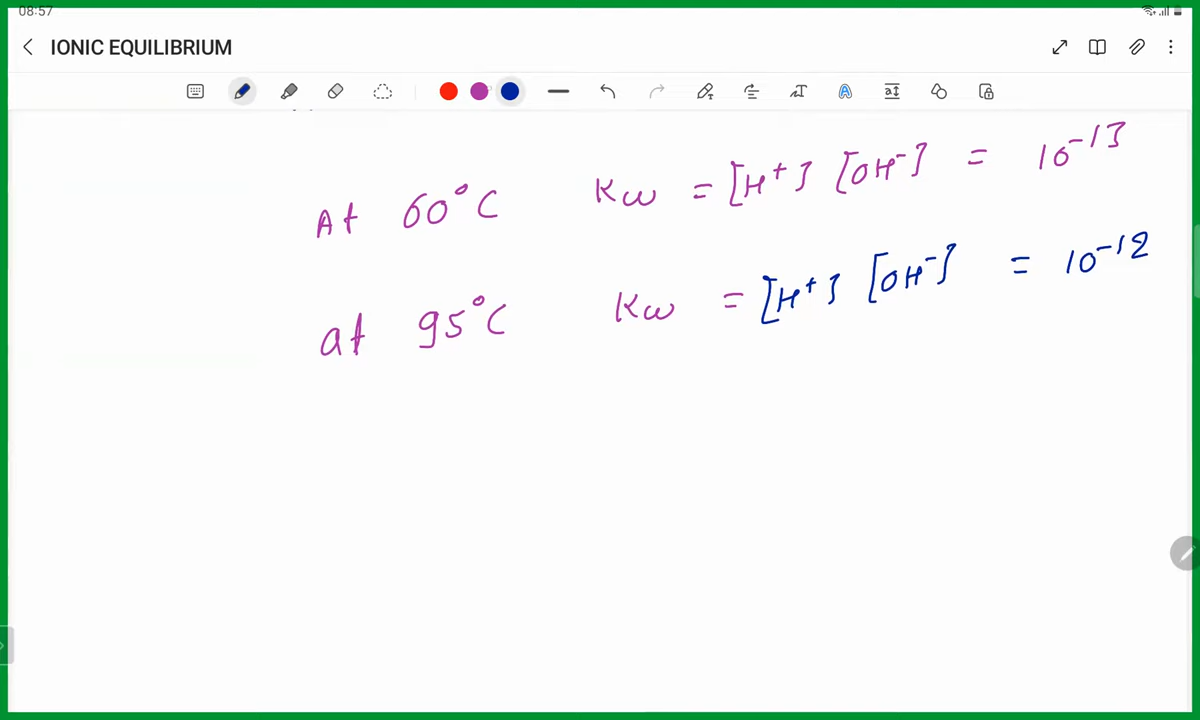 08:57
IONIC EQUILIBRIUM
At 60°C Kw = [H⁺] [OH⁻] = 10⁻¹³
at 95°C Kw = [H⁺] [OH⁻] = 10⁻¹²